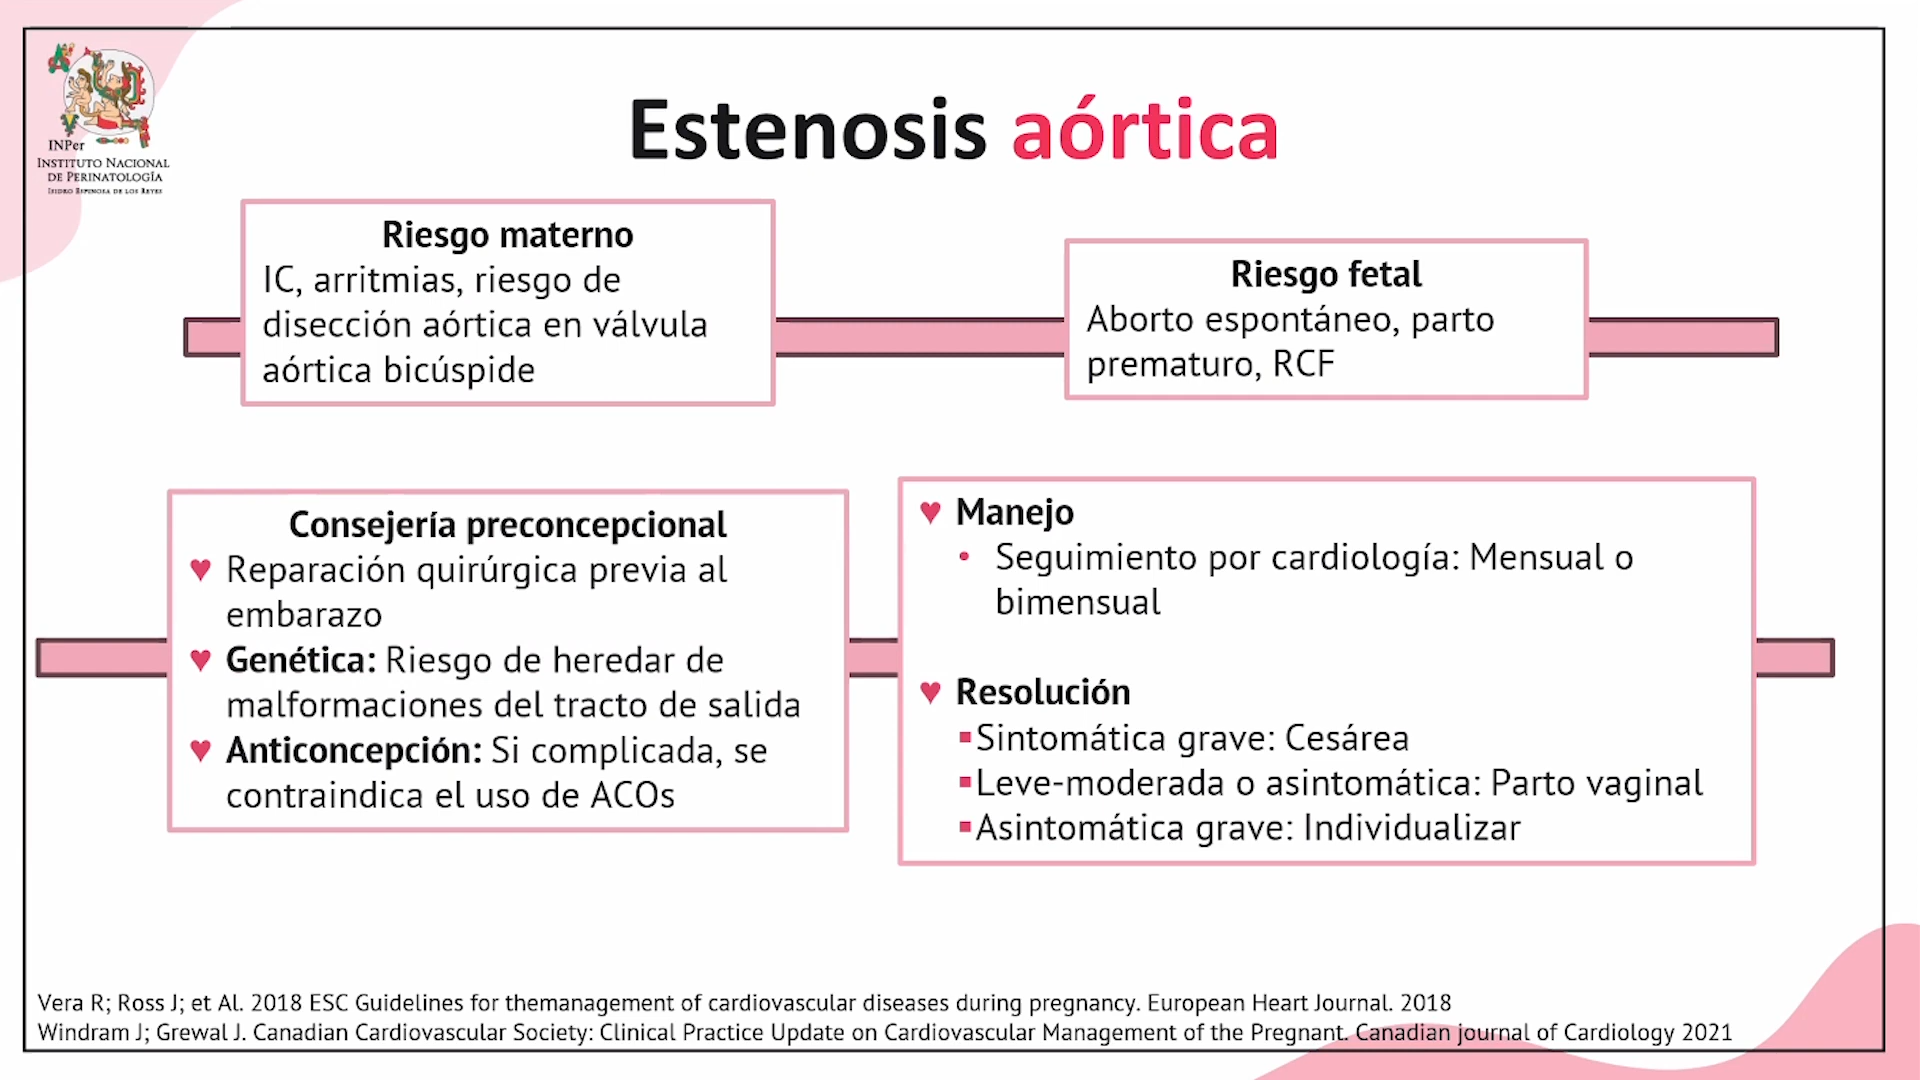 INPer
INSTITUTO NACIONAL
DE PERINATOLOGÍA
ISIDRO ESPINOSA DE LOS REYES
Estenosis aórtica
Riesgo materno
IC, arritmias, riesgo de
disección aórtica en válvula
aórtica bicúspide
Riesgo fetal
Aborto espontáneo, parto
prematuro, RCF
Consejería preconcepcional
♥ Reparación quirúrgica previa al
embarazo
♥ Genética: Riesgo de heredar de
malformaciones del tracto de salida
♥ Anticoncepción: Si complicada, se
contraindica el uso de ACOs
♥ Manejo
• Seguimiento por cardiología: Mensual o
bimensual
♥ Resolución
▪Sintomática grave: Cesárea
▪Leve-moderada o asintomática: Parto vaginal
▪Asintomática grave: Individualizar
Vera R; Ross J; et Al. 2018 ESC Guidelines for themanagement of cardiovascular diseases during pregnancy. European Heart Journal. 2018
Windram J; Grewal J. Canadian Cardiovascular Society: Clinical Practice Update on Cardiovascular Management of the Pregnant. Canadian journal of Cardiology 2021